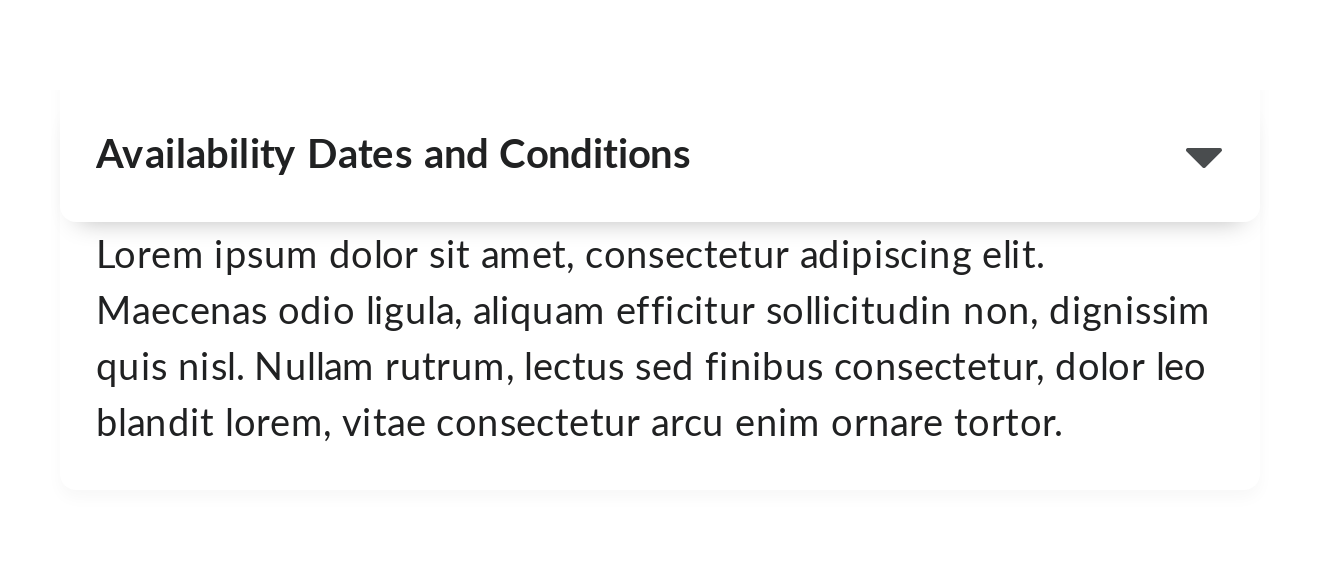 Availability Dates and Conditions
Lorem ipsum dolor sit amet, consectetur adipiscing elit.
Maecenas odio ligula, aliquam efficitur sollicitudin non, dignissim
quis nisl. Nullam rutrum, lectus sed finibus consectetur, dolor leo
blandit lorem, vitae consectetur arcu enim ornare tortor.